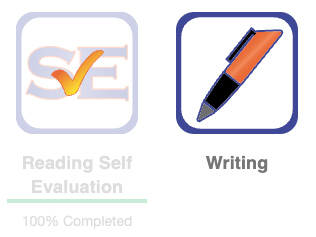 SE
Reading Self
Evaluation
100% Completed
Writing